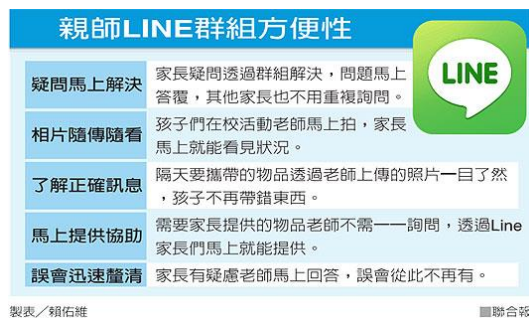 親師LINE群組方便性
LINE
疑問馬上解決
家長疑問透過群組解決，問題馬上
答覆，其他家長也不用重複詢問。
相片隨傳隨看
孩子們在校活動老師馬上拍，家長
馬上就能看見狀況。
了解正確訊息
隔天要攜帶的物品透過老師上傳的照片一目了然
，孩子不再帶錯東西。
馬上提供協助
需要家長提供的物品老師不需一一詢問，透過Line
家長們馬上就能提供。
誤會迅速釐清
家長有疑慮老師馬上回答，誤會從此不再有。
製表／賴佑維
■聯合報